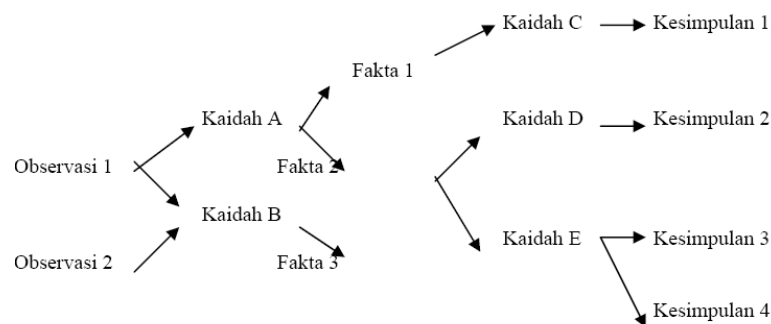 Kaidah C
Kesimpulan 1
Fakta 1
Kaidah A
Kaidah D
Kesimpulan 2
Observasi 1
Fakta 2
Kaidah B
Kaidah E
Kesimpulan 3
Observasi 2
Fakta 3
Kesimpulan 4